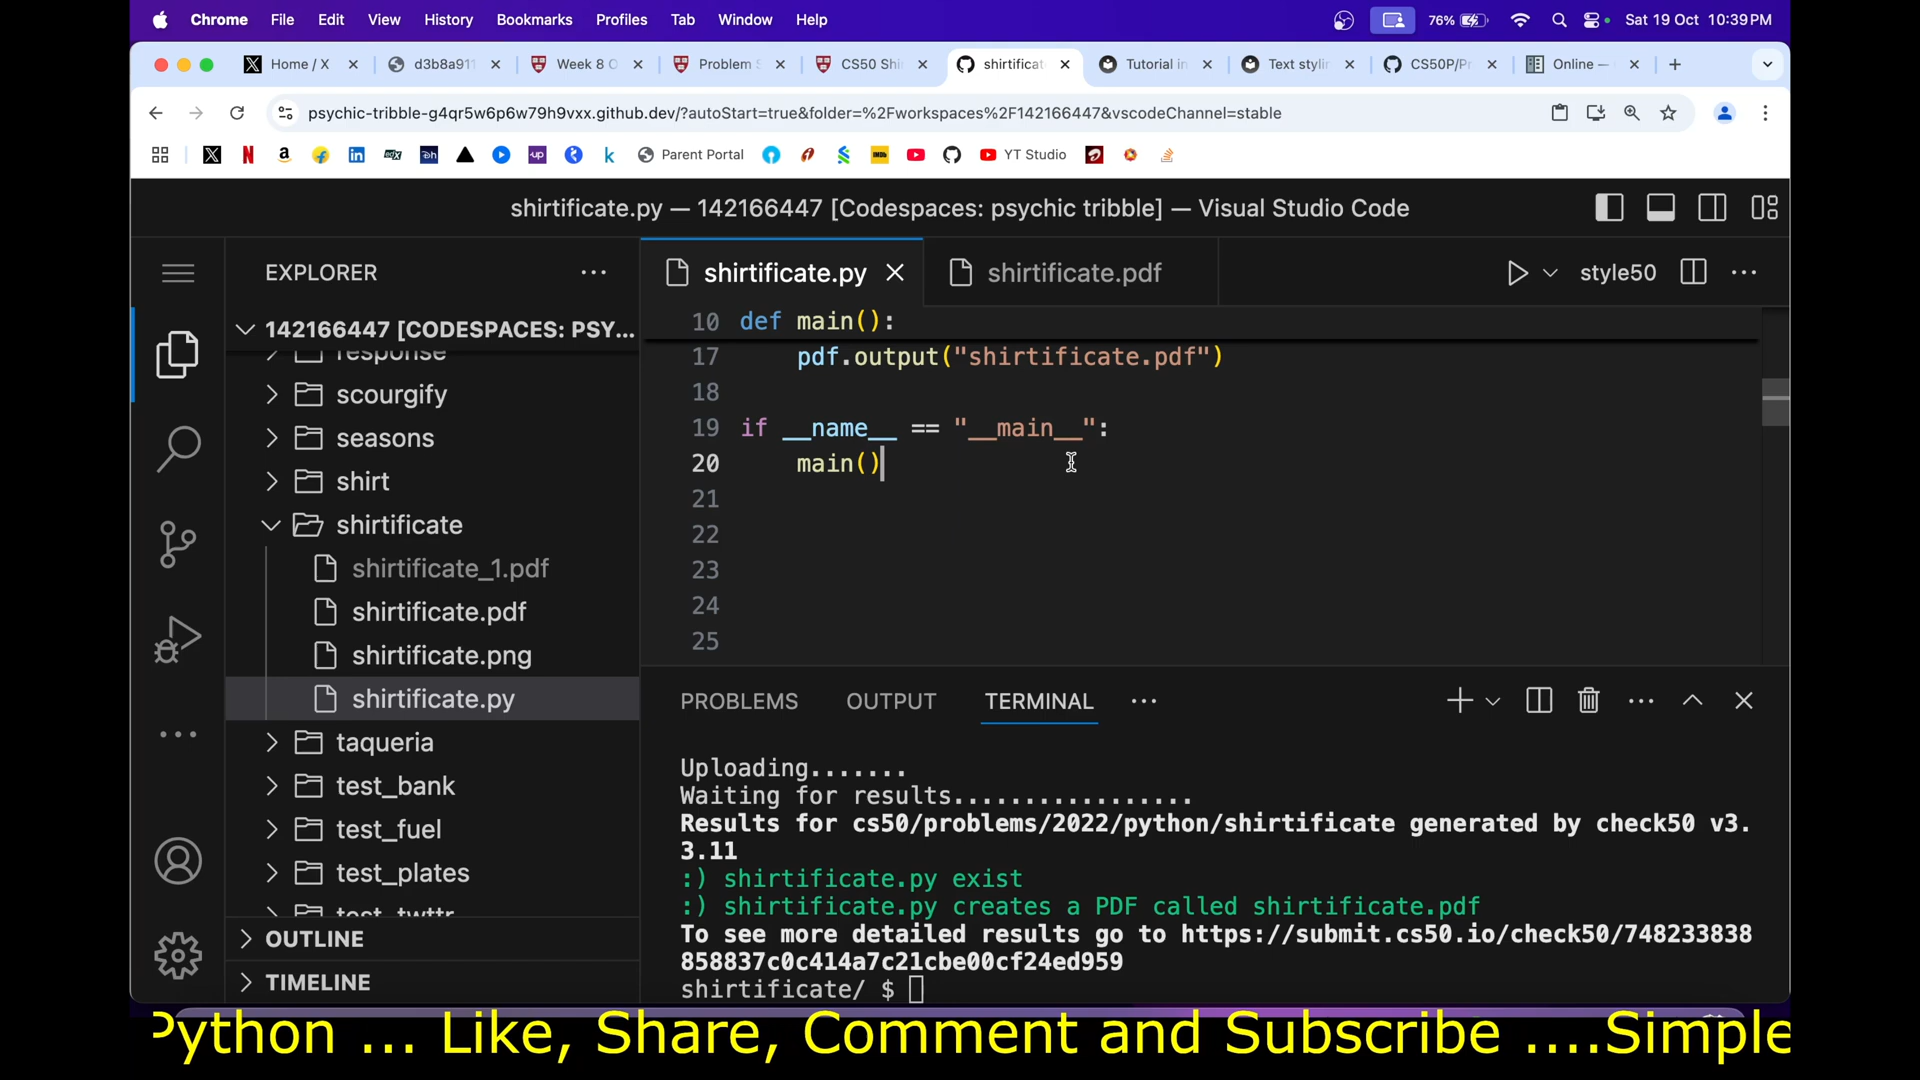 Chrome File Edit View History Bookmarks Profiles Tab Window Help 76% Sat 19 Oct 10:39 PM
Home / X d3b8a911 Week 8 O Problem S CS50 Shi shirtificat Tutorial in Text styli CS50P/Pr Online —
psychic-tribble-g4qr5w6p6w79h9vxx.github.dev/?autoStart=true&folder=%2Fworkspaces%2F142166447&vscodeChannel=stable
Parent Portal YT Studio
shirtificate.py — 142166447 [Codespaces: psychic tribble] — Visual Studio Code
EXPLORER
142166447 [CODESPACES: PSY...
response
scourgify
seasons
shirt
shirtificate
shirtificate_1.pdf
shirtificate.pdf
shirtificate.png
shirtificate.py
taqueria
test_bank
test_fuel
test_plates
test_twttr
OUTLINE
TIMELINE
shirtificate.py shirtificate.pdf style50
10 def main():
17 pdf.output("shirtificate.pdf")
18
19 if __name__ == "__main__":
20 main()
21
22
23
24
25
PROBLEMS OUTPUT TERMINAL
Uploading.......
Waiting for results..................
Results for cs50/problems/2022/python/shirtificate generated by check50 v3.
3.11
:) shirtificate.py exist
:) shirtificate.py creates a PDF called shirtificate.pdf
To see more detailed results go to https://submit.cs50.io/check50/748233838
858837c0c414a7c21cbe00cf24ed959
shirtificate/ $
Python ... Like, Share, Comment and Subscribe ....Simple